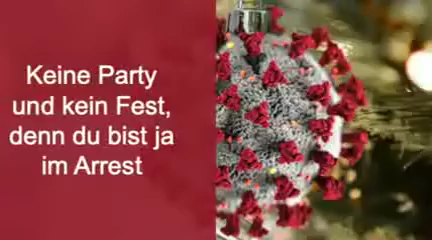 Keine Party
und kein Fest,
denn du bist ja
im Arrest